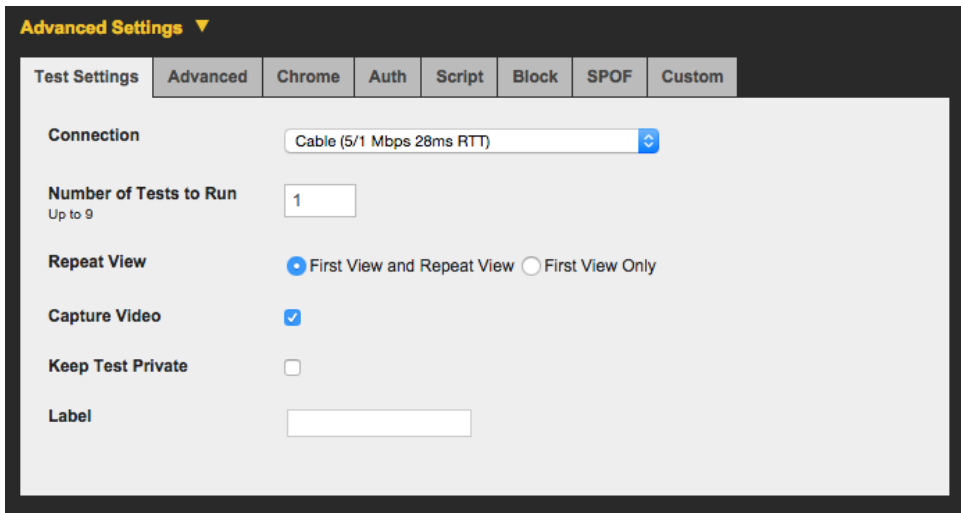 Advanced Settings ▼
Test Settings Advanced Chrome Auth Script Block SPOF Custom
Connection Cable (5/1 Mbps 28ms RTT)
Number of Tests to Run 1
Up to 9
Repeat View First View and Repeat View First View Only
Capture Video
Keep Test Private
Label